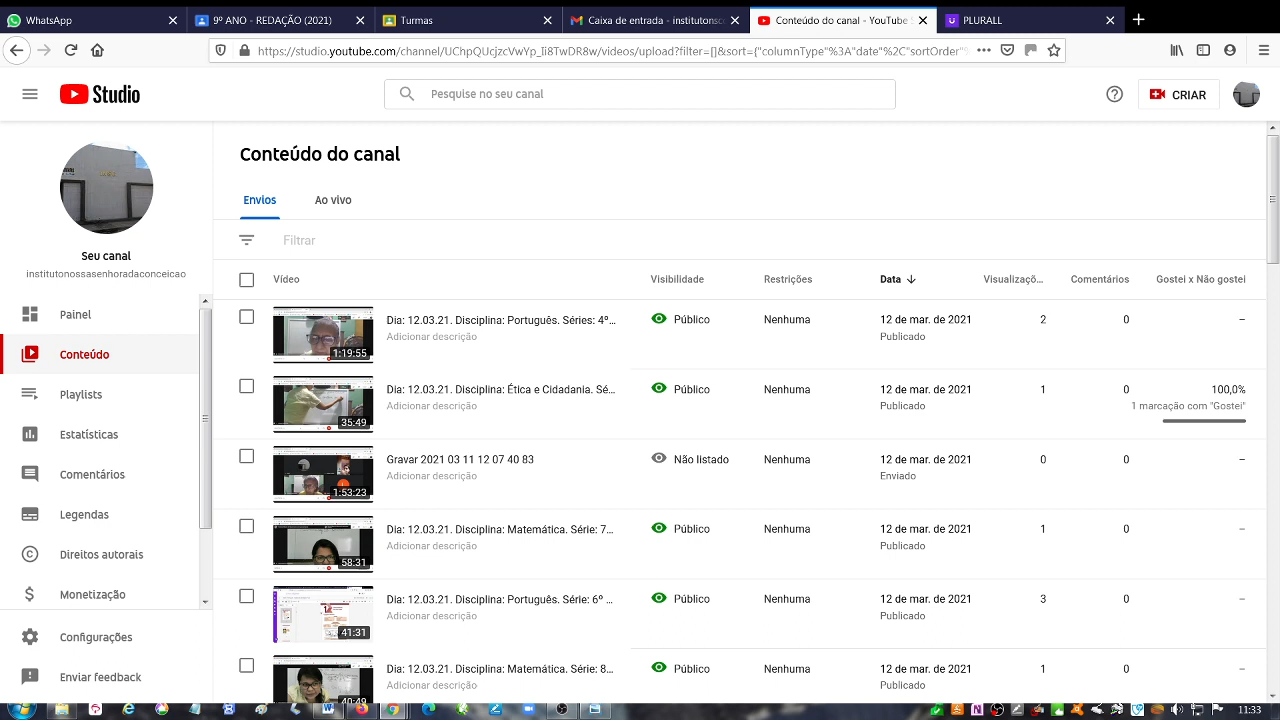 WhatsApp
3º ANO - REDAÇÃO (2021)
Turmas
Caixa de entrada - institutonosc
Conteúdo do canal - YouTube S
PLURALL
https://studio.youtube.com/channel/UChpQUcjzcVwYp_Ii8TwDR8w/videos/upload?filter=[]&sort={"columnType"%3A"date"%2C"sortOrder"
Studio
Pesquise no seu canal
CRIAR
Seu canal
institutonossasenhoradaconceicao
Painel
Conteúdo
Playlists
Estatísticas
Comentários
Legendas
Direitos autorais
Monetização
Configurações
Enviar feedback
Conteúdo do canal
Envios
Ao vivo
Filtrar
Vídeo
Visibilidade
Restrições
Data
Visualizaçõ...
Comentários
Gostei x Não gostei
1:19:55
Dia: 12.03.21. Disciplina: Português. Séries: 4º...
Adicionar descrição
Público
Nenhuma
12 de mar. de 2021
Publicado
2
0
–
35:49
Dia: 12.03.21. Disciplina: Ética e Cidadania. Sé...
Adicionar descrição
Público
Nenhuma
12 de mar. de 2021
Publicado
1
0
100,0%
1 marcação com "Gostei"
1:53:23
Gravar 2021 03 11 12 07 40 83
Adicionar descrição
Não listado
Nenhuma
12 de mar. de 2021
Enviado
0
0
–
58:31
Dia: 12.03.21. Disciplina: Matemática. Série: 7...
Adicionar descrição
Público
Nenhuma
12 de mar. de 2021
Publicado
1
0
–
41:31
Dia: 12.03.21. Disciplina: Português. Série: 6º ...
Adicionar descrição
Público
Nenhuma
12 de mar. de 2021
Publicado
3
0
–
40:49
Dia: 12.03.21. Disciplina: Matemática. Série: 8...
Adicionar descrição
Público
Nenhuma
12 de mar. de 2021
Publicado
1
0
–
11:33